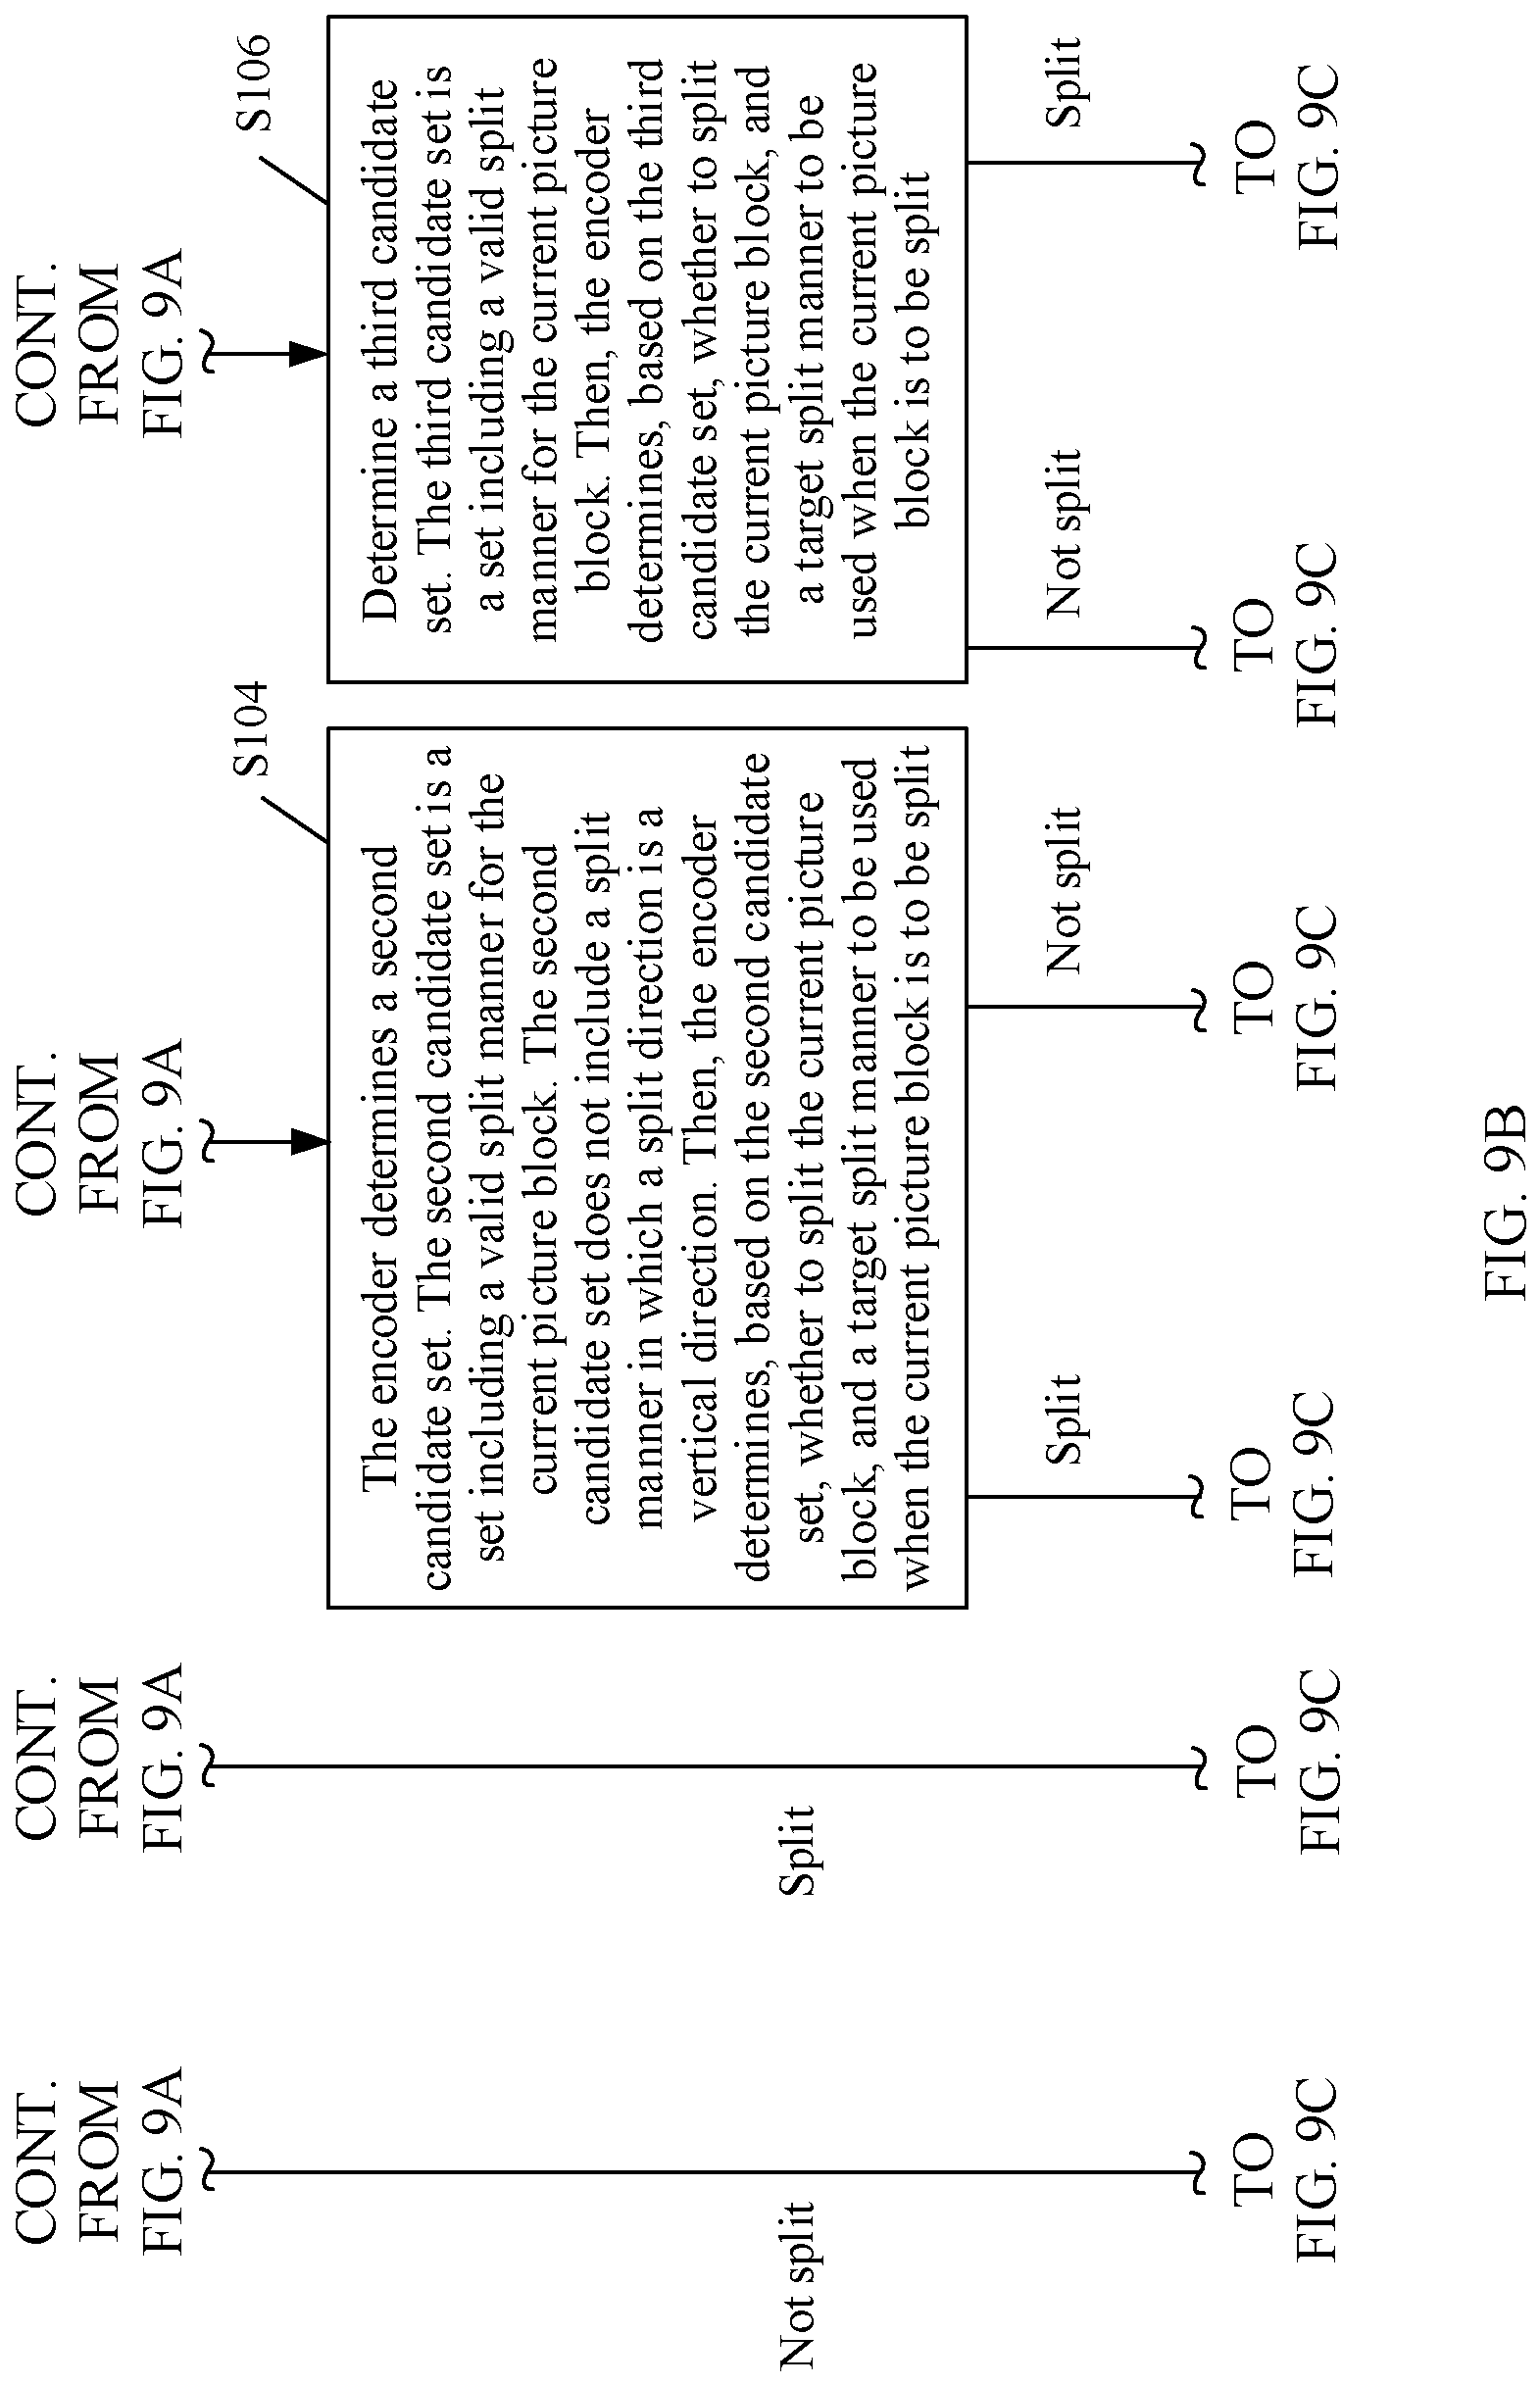 CONT.
FROM
FIG. 9A
CONT.
FROM
FIG. 9A
CONT.
FROM
FIG. 9A
CONT.
FROM
FIG. 9A
S104
S106
The encoder determines a second
candidate set. The second candidate set is a
set including a valid split manner for the
current picture block. The second
candidate set does not include a split
manner in which a split direction is a
vertical direction. Then, the encoder
determines, based on the second candidate
set, whether to split the current picture
block, and a target split manner to be used
when the current picture block is to be split
Determine a third candidate
set. The third candidate set is
a set including a valid split
manner for the current picture
block. Then, the encoder
determines, based on the third
candidate set, whether to split
the current picture block, and
a target split manner to be
used when the current picture
block is to be split
Not split
Split
Split
Not split
Not split
Split
TO
FIG. 9C
TO
FIG. 9C
TO
FIG. 9C
TO
FIG. 9C
TO
FIG. 9C
TO
FIG. 9C
FIG. 9B